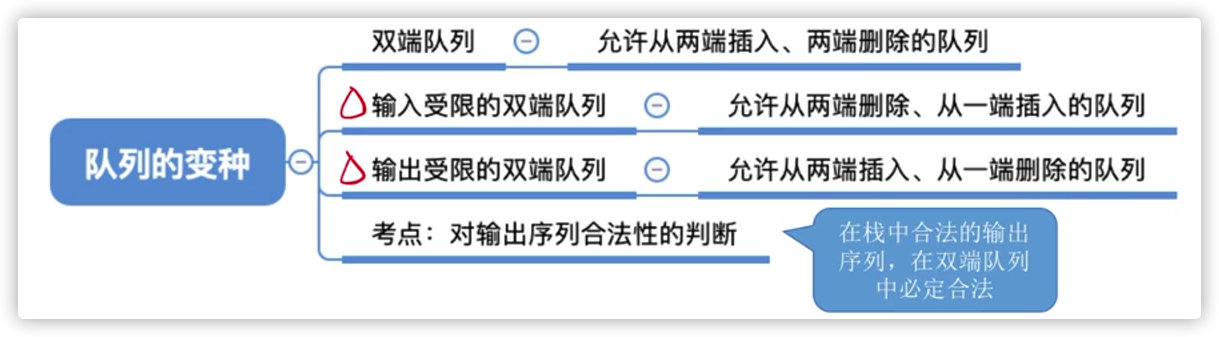 双端队列 允许从两端插入、两端删除的队列
输入受限的双端队列 允许从两端删除、从一端插入的队列
队列的变种
输出受限的双端队列 允许从两端插入、从一端删除的队列
考点：对输出序列合法性的判断
在栈中合法的输出
序列，在双端队列
中必定合法